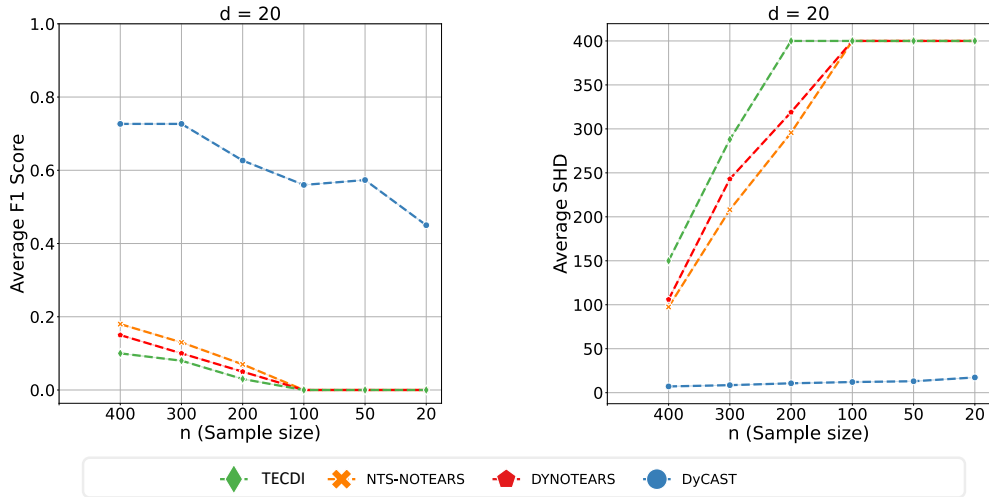 d = 20
1.0
0.8
0.6
0.4
0.2
0.0
Average F1 Score
400 300 200 100 50 20
n (Sample size)
d = 20
400
350
300
250
200
150
100
50
0
Average SHD
400 300 200 100 50 20
n (Sample size)
TECDI NTS-NOTEARS DYNOTEARS DyCAST